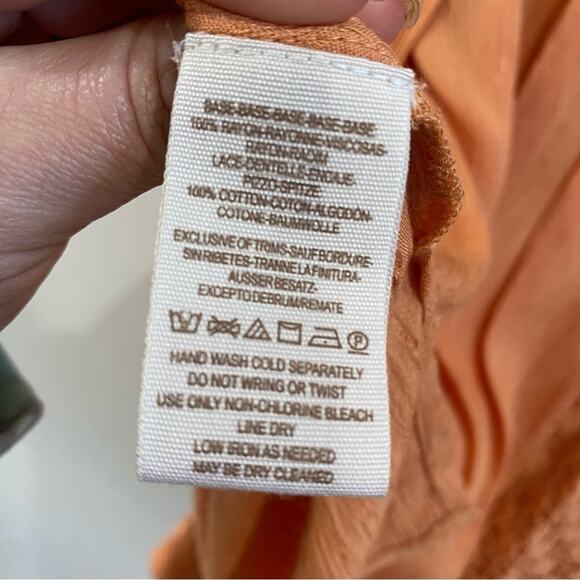 BASE-BASE-BASE-BASE-BASE
100% RAYON-RAYONNE-VISCOSAS-
RAYON-RADIM
LACE-DENTELLE-ENCAJE-
PIZZO-SPITZE
100% COTTON-COTON-ALGODÓN-
COTONE-BAUMWOLLE
EXCLUSIVE OF TRIMS-SAUF BORDURE-
SIN RIBETES-TRANNE LA FINITURA-
AUSSER BESATZ-
EXCEPTO DEBRUM/REMATE
P
HAND WASH COLD SEPARATELY
DO NOT WRING OR TWIST
USE ONLY NON-CHLORINE BLEACH
LINE DRY
LOW IRON AS NEEDED
MAY BE DRY CLEANED